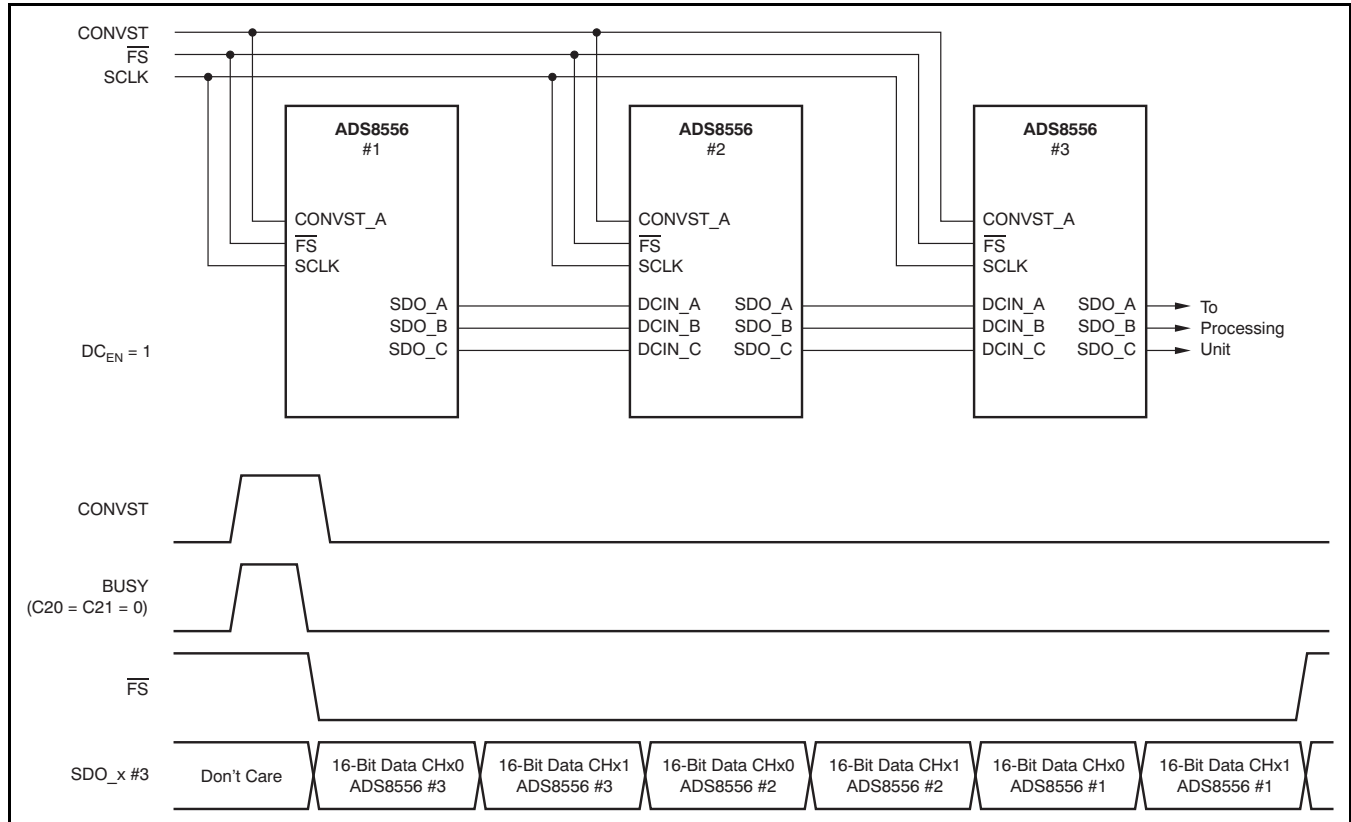 CONVST
FS
SCLK
ADS8556
#1
CONVST_A
FS
SCLK
SDO_A
SDO_B
SDO_C
ADS8556
#2
CONVST_A
FS
SCLK
DCIN_A SDO_A
DCIN_B SDO_B
DCIN_C SDO_C
ADS8556
#3
CONVST_A
FS
SCLK
DCIN_A SDO_A
DCIN_B SDO_B
DCIN_C SDO_C
To
Processing
Unit
DCEN = 1
CONVST
BUSY
(C20 = C21 = 0)
FS
SDO_x #3
Don't Care
16-Bit Data CHx0
ADS8556 #3
16-Bit Data CHx1
ADS8556 #3
16-Bit Data CHx0
ADS8556 #2
16-Bit Data CHx1
ADS8556 #2
16-Bit Data CHx0
ADS8556 #1
16-Bit Data CHx1
ADS8556 #1